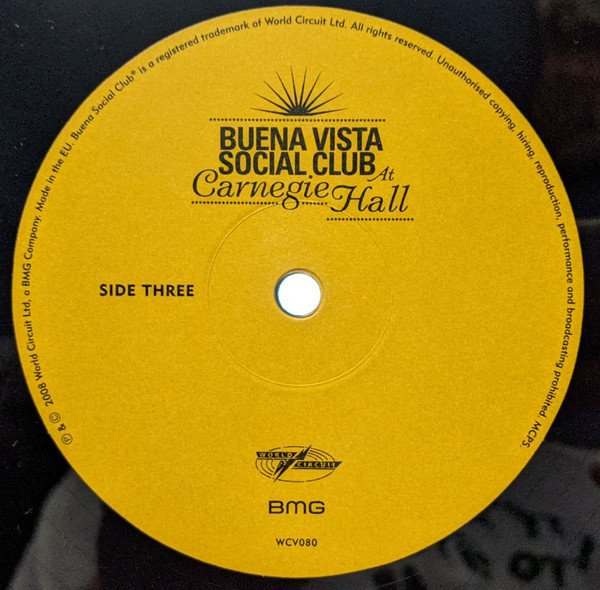 ℗ & © 2008 World Circuit Ltd, a BMG Company. Made in the EU. Buena Social Club® is a registered trademark of World Circuit Ltd. All rights reserved. Unauthorised copying, hiring, reproduction, performance and broadcasting prohibited. MCPS.
BUENA VISTA
SOCIAL CLUB At
Carnegie Hall
SIDE THREE
WORLD CIRCUIT
BMG
WCV080